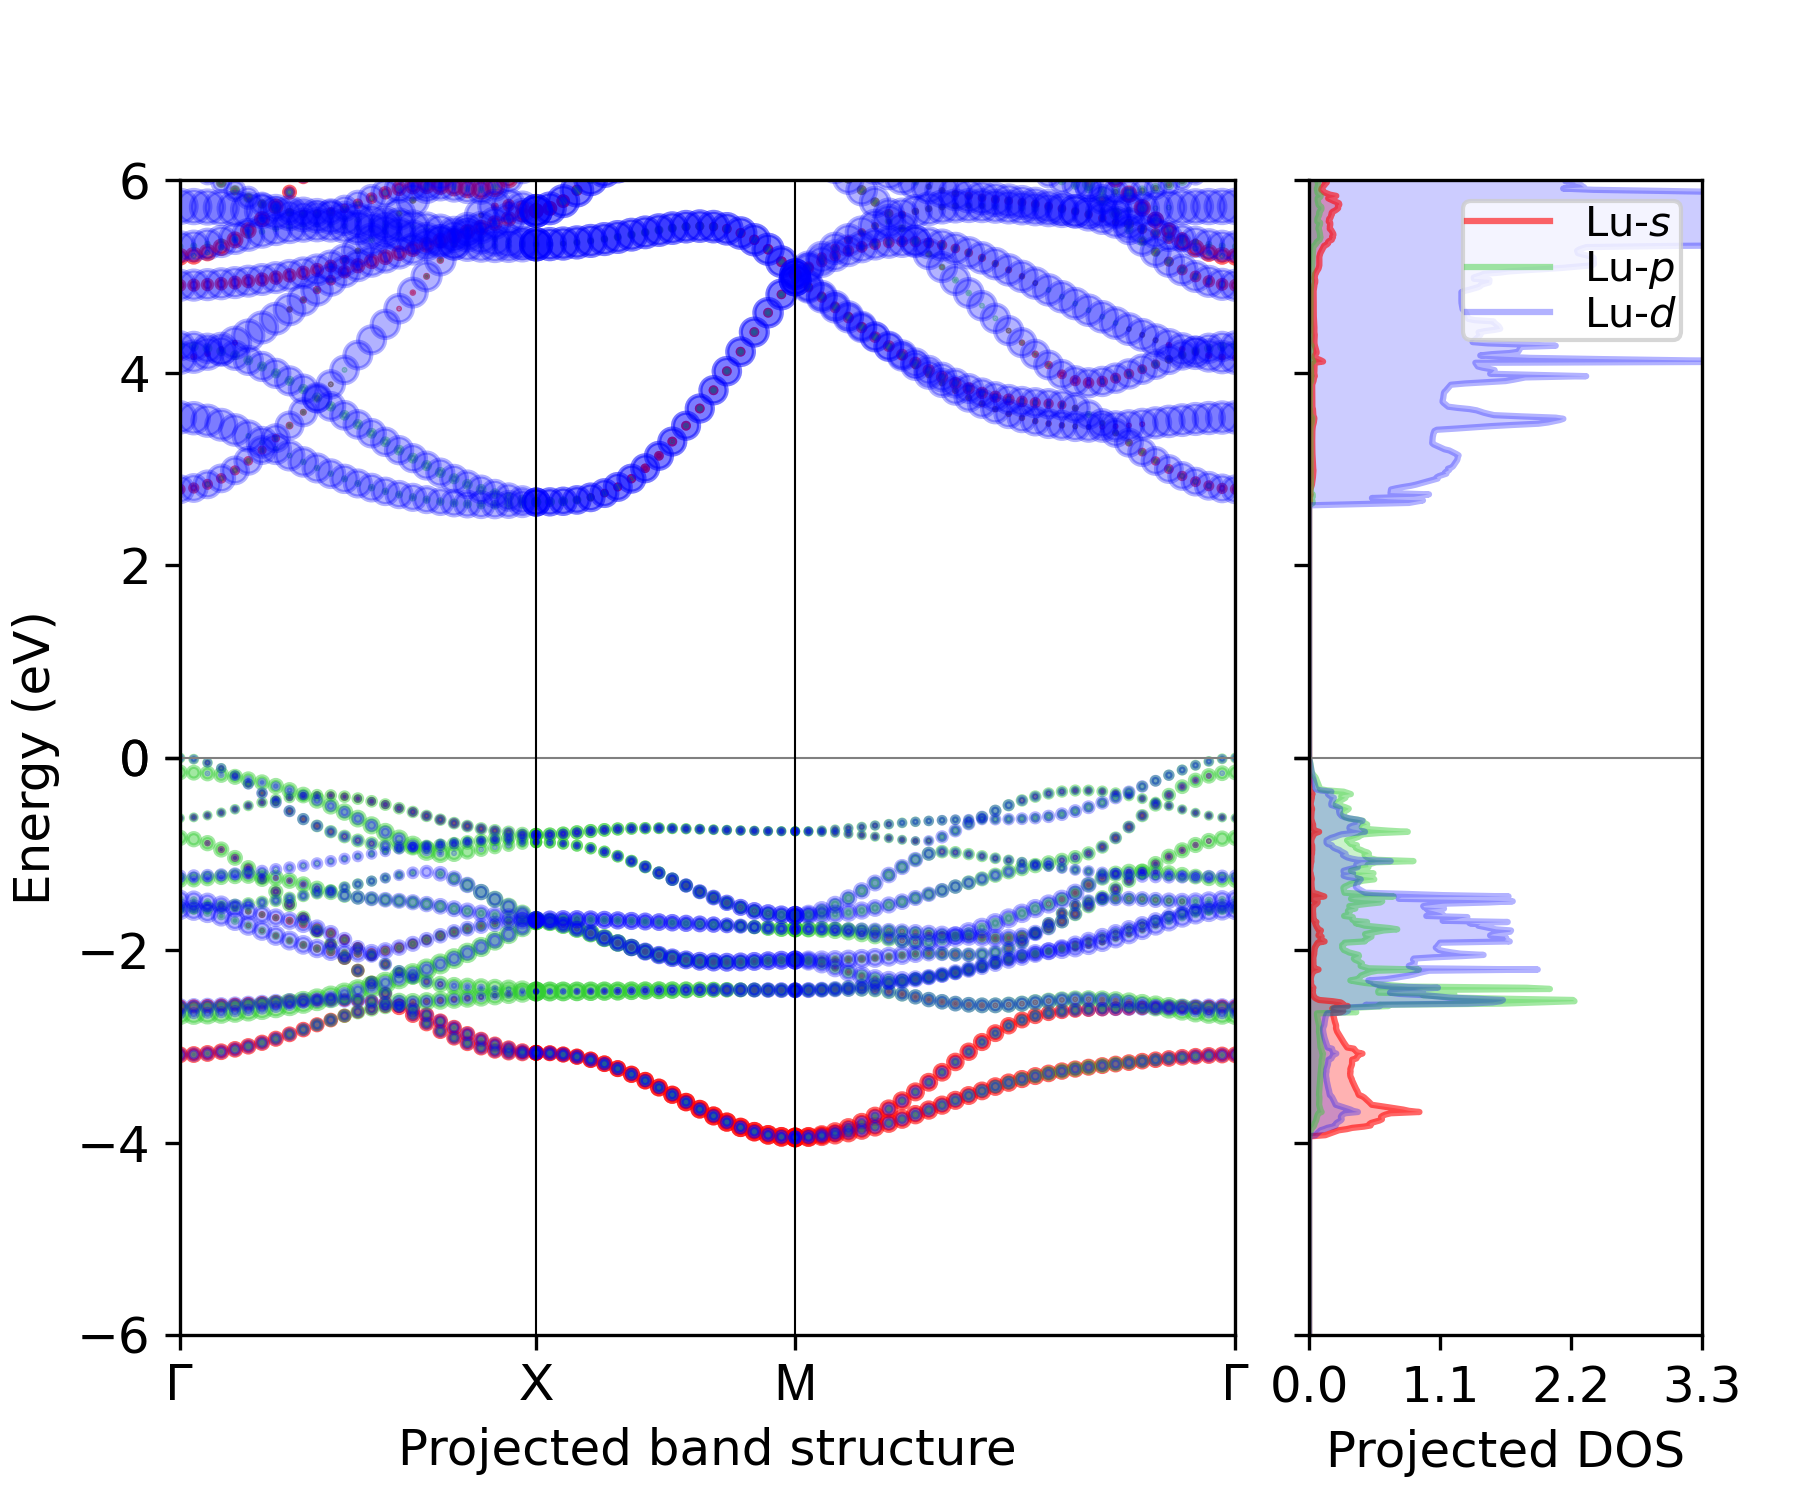 6
4
2
0
−2
−4
−6
Energy (eV)
Γ
X
M
Γ
Projected band structure
Lu-s
Lu-p
Lu-d
0.0
1.1
2.2
3.3
Projected DOS